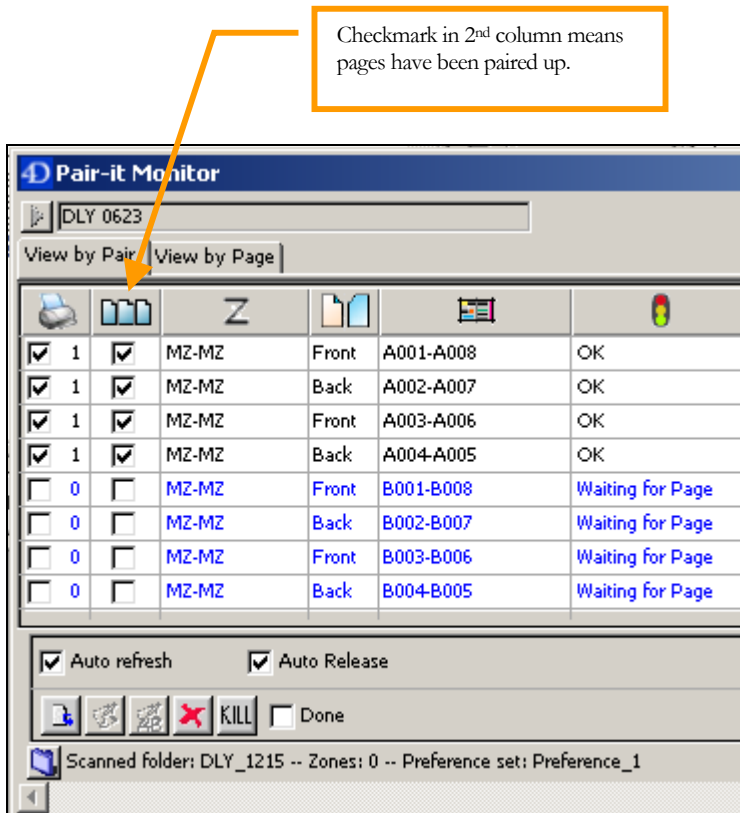 Checkmark in 2nd column means
pages have been paired up.
4D Pair-it Monitor
DLY 0623
View by Pair View by Page
Z
1 MZ-MZ Front A001-A008 OK
1 MZ-MZ Back A002-A007 OK
1 MZ-MZ Front A003-A006 OK
1 MZ-MZ Back A004-A005 OK
0 MZ-MZ Front B001-B008 Waiting for Page
0 MZ-MZ Back B002-B007 Waiting for Page
0 MZ-MZ Front B003-B006 Waiting for Page
0 MZ-MZ Back B004-B005 Waiting for Page
Auto refresh Auto Release
KILL Done
Scanned folder: DLY_1215 -- Zones: 0 -- Preference set: Preference_1